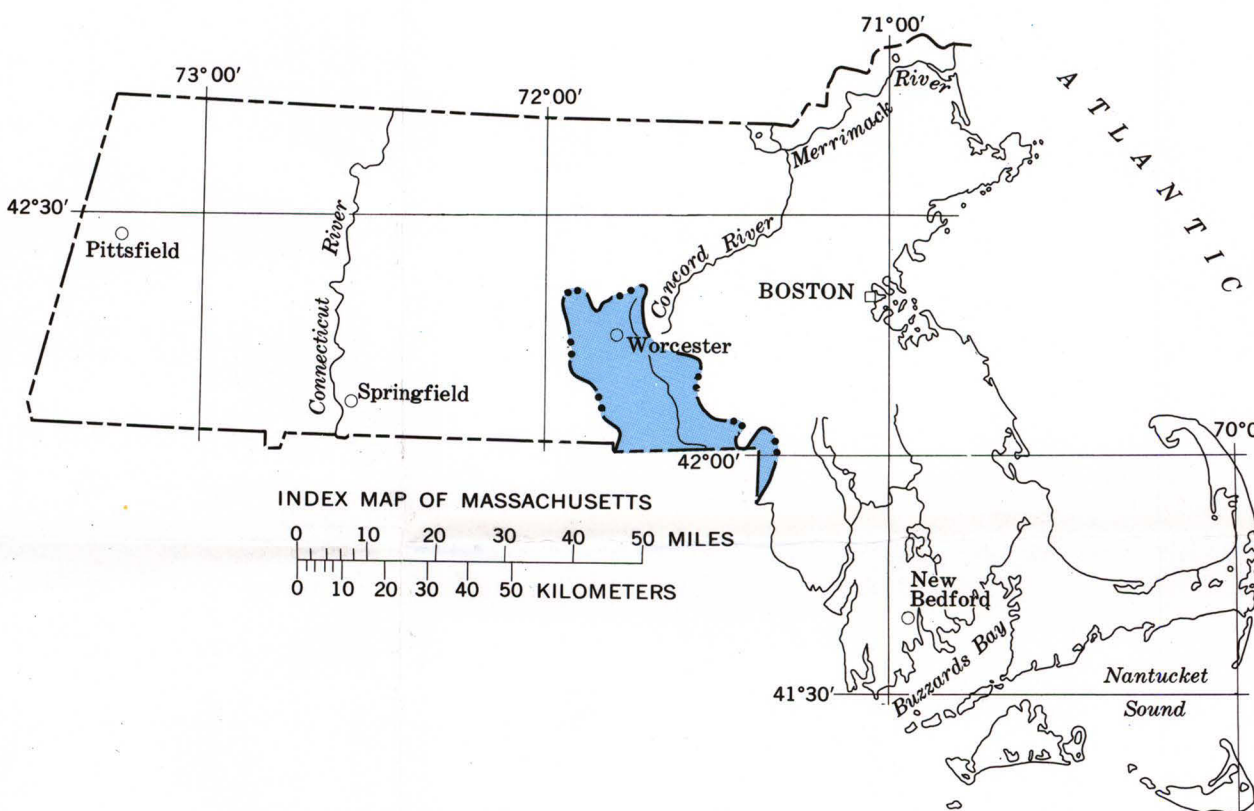 71°00′
73°00′
72°00′
ATLANTIC
River
Merrimack
42°30′
Pittsfield
River
Connecticut
Concord River
BOSTON
Worcester
Springfield
70°0
42°00′
INDEX MAP OF MASSACHUSETTS
0 10 20 30 40 50 MILES
0 10 20 30 40 50 KILOMETERS
New
Bedford
Buzzards Bay
41°30′
Nantucket
Sound